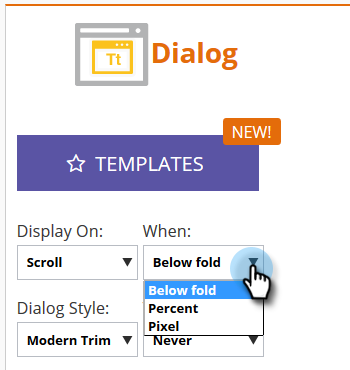 Tt
Dialog
NEW!
TEMPLATES
Display On: When:
Scroll Below fold
Below fold
Percent
Pixel
Dialog Style:
Modern Trim Never